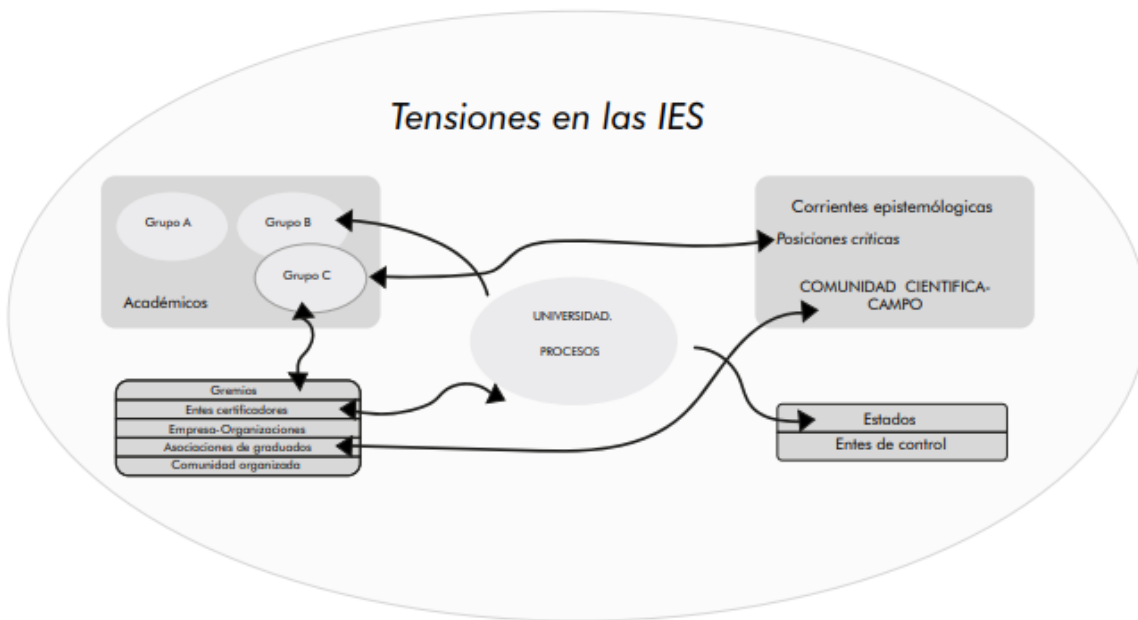 Tensiones en las IES
Grupo A
Grupo B
Grupo C
Académicos
Corrientes epistemólogicas
Posiciones críticas
COMUNIDAD CIENTIFICA-
CAMPO
UNIVERSIDAD.
PROCESOS
Gremios
Entes certificadores
Empresa-Organizaciones
Asociaciones de graduados
Comunidad organizada
Estados
Entes de control